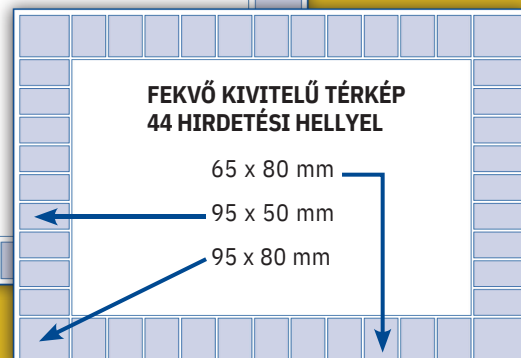 FEKVŐ KIVITELŰ TÉRKÉP
44 HIRDETÉSI HELLYEL
65 x 80 mm
95 x 50 mm
95 x 80 mm